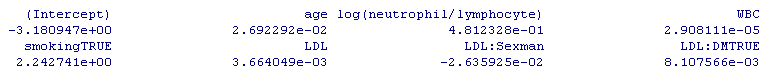 (Intercept) age log(neutrophil/lymphocyte) WBC
-3.180947e+00 2.692292e-02 4.812328e-01 2.908111e-05
smokingTRUE LDL LDL:Sexman LDL:DMTRUE
2.242741e+00 3.664049e-03 -2.635925e-02 8.107566e-03